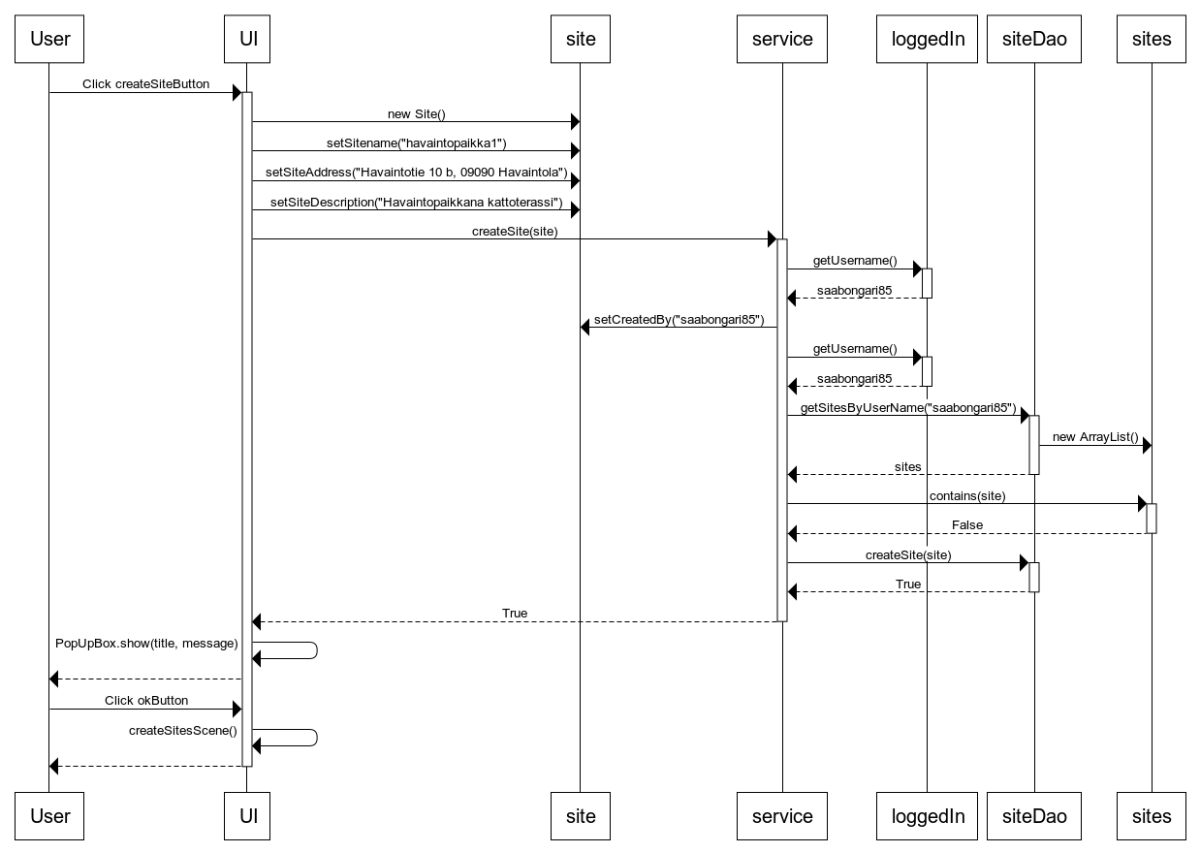 User UI site service loggedIn siteDao sites
Click createSiteButton
new Site()
setSitename("havaintopaikka1")
setSiteAddress("Havaintotie 10 b, 09090 Havaintola")
setSiteDescription("Havaintopaikkana kattoterassi")
createSite(site)
getUsername()
saabongari85
setCreatedBy("saabongari85")
getUsername()
saabongari85
getSitesByUserName("saabongari85")
new ArrayList()
sites
contains(site)
False
createSite(site)
True
True
PopUpBox.show(title, message)
Click okButton
createSitesScene()
User UI site service loggedIn siteDao sites